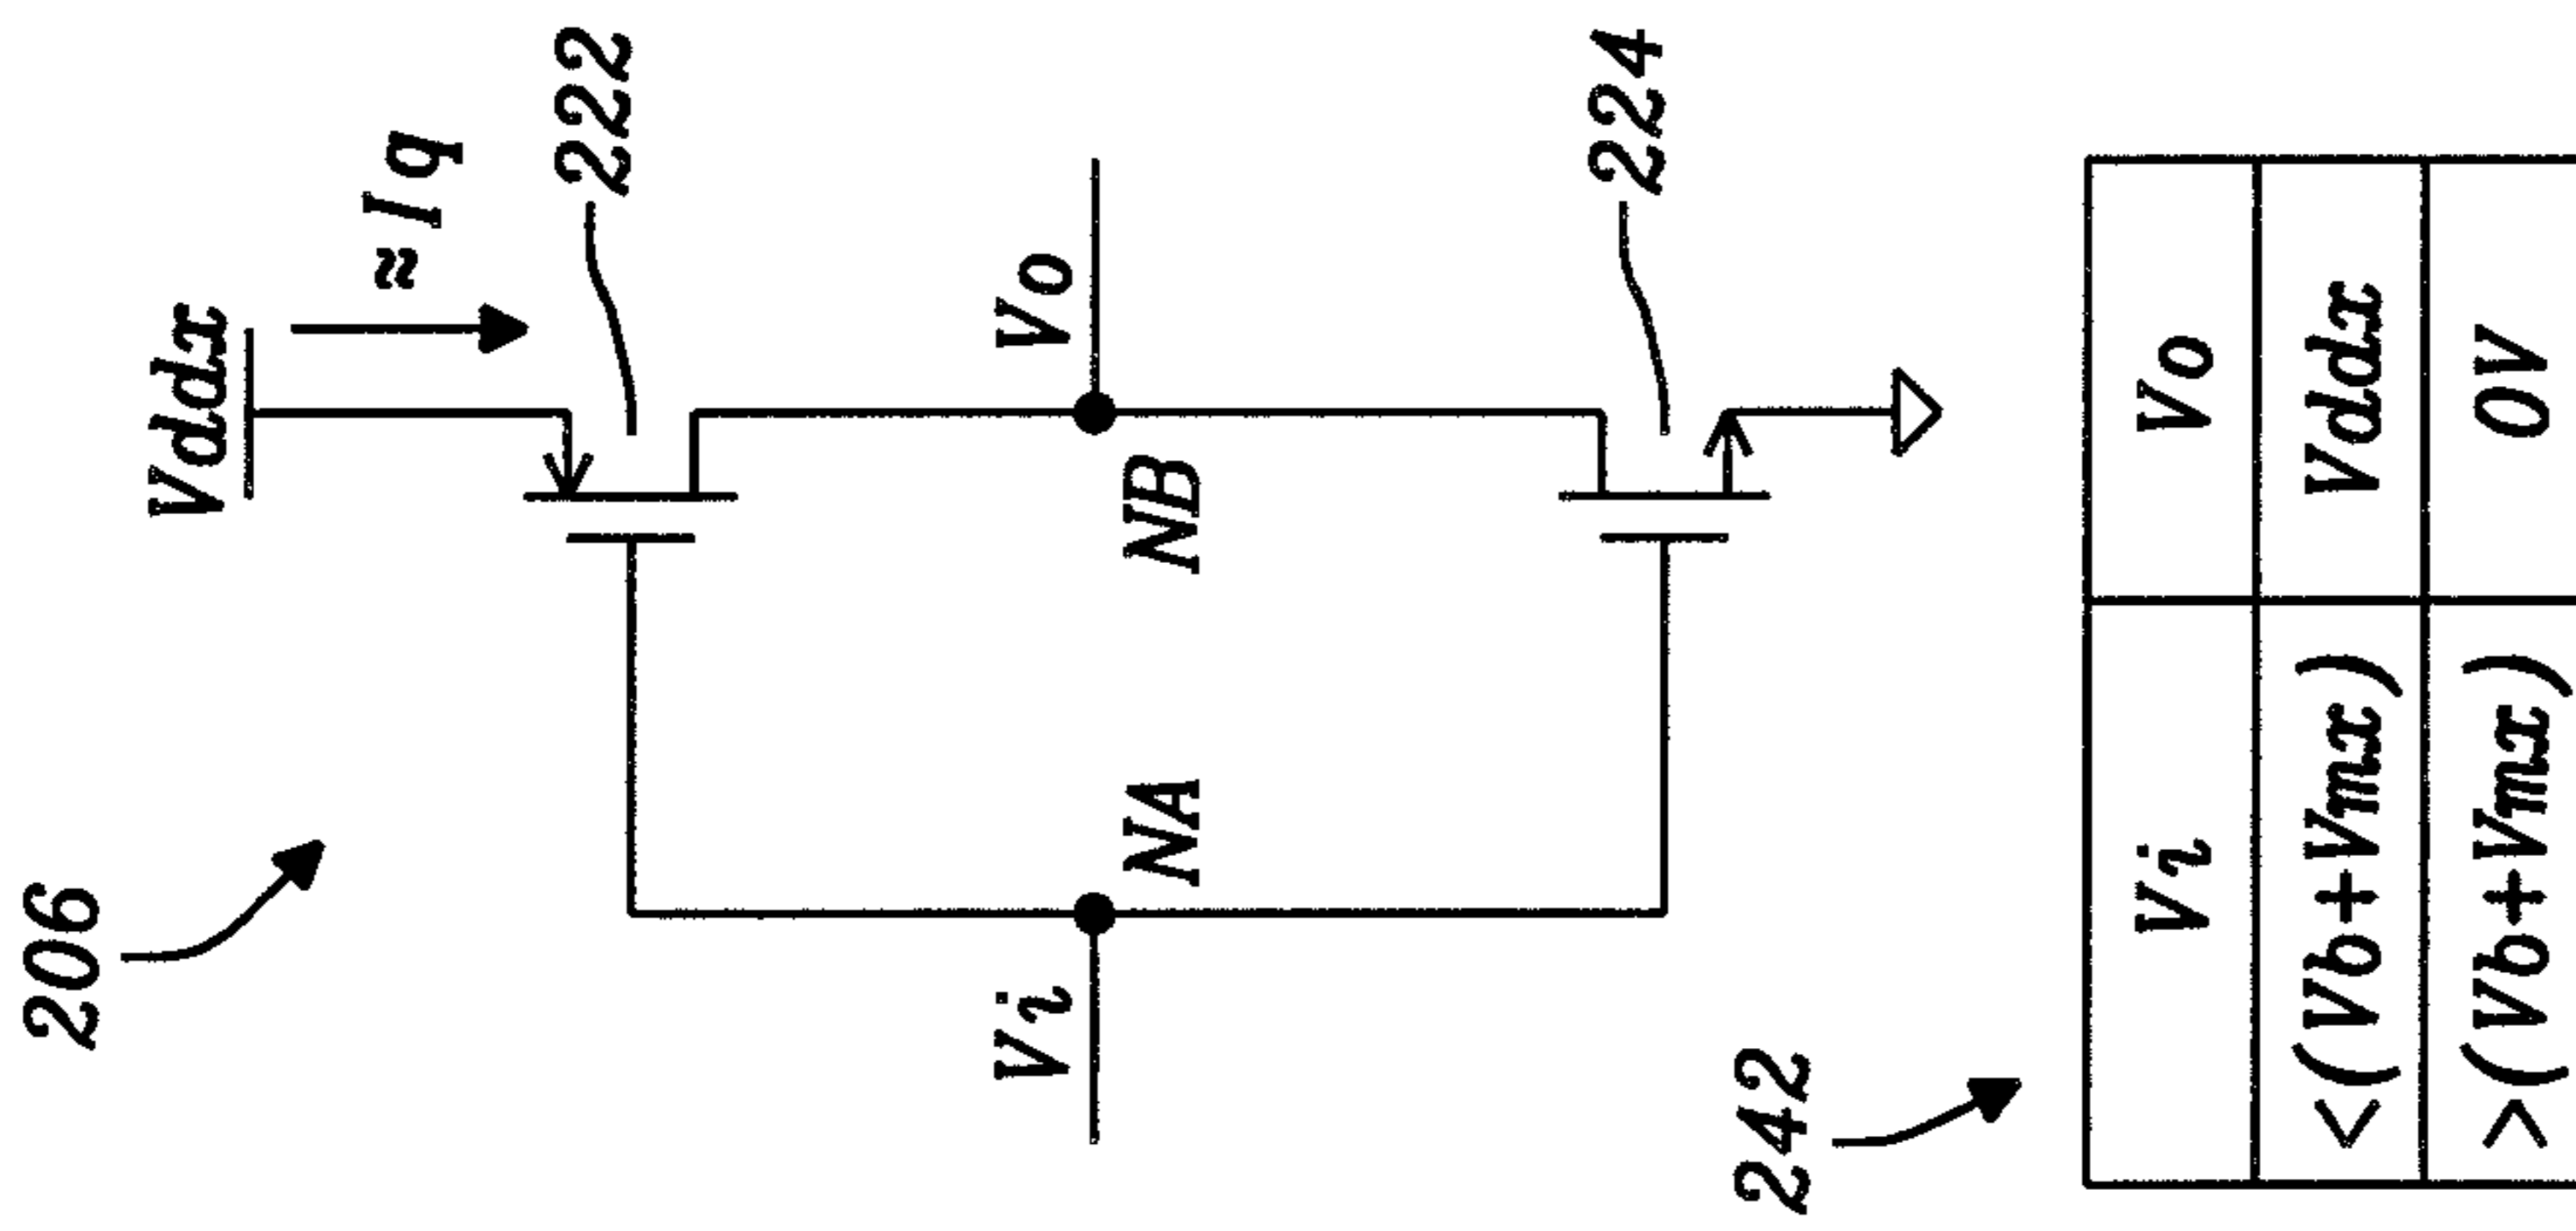 206
Vddx
≈Iq
222
Vi
Vo
NA
NB
224
242
Vi Vo
<(Vb+Vmx) Vddx
>(Vb+Vmx) 0V